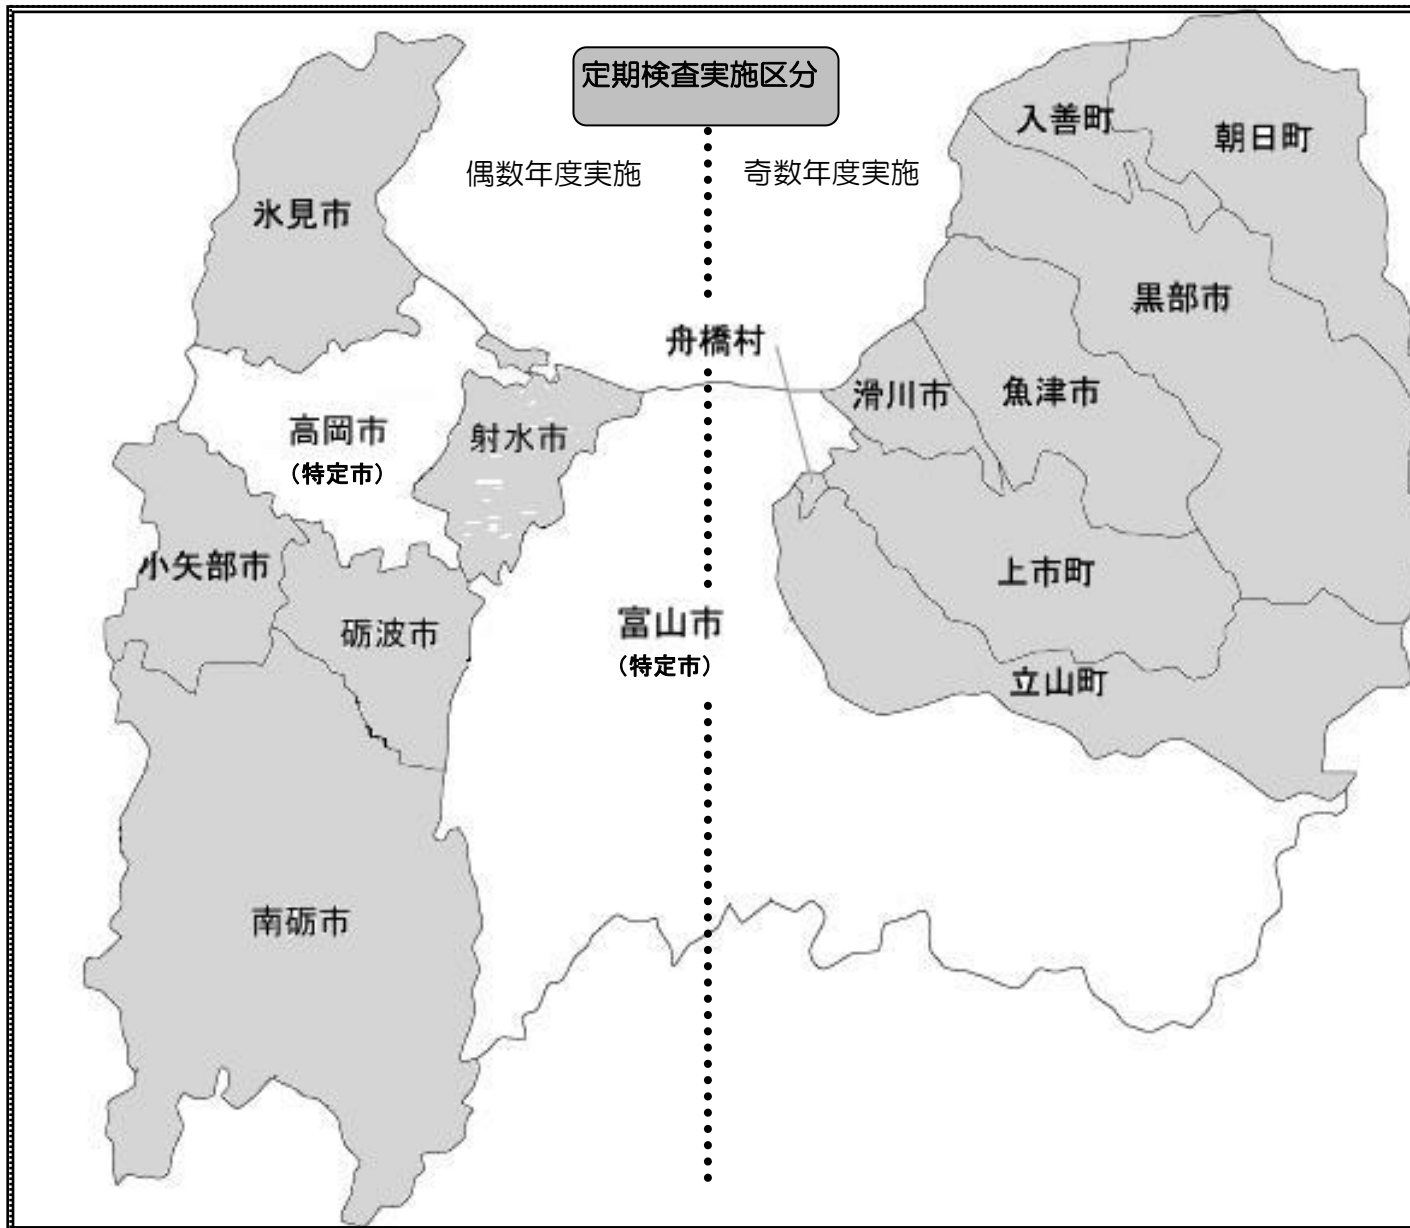 定期検査実施区分
偶数年度実施
奇数年度実施
入善町
朝日町
氷見市
黒部市
舟橋村
滑川市
魚津市
高岡市
(特定市)
射水市
小矢部市
砺波市
富山市
(特定市)
上市町
立山町
南砺市